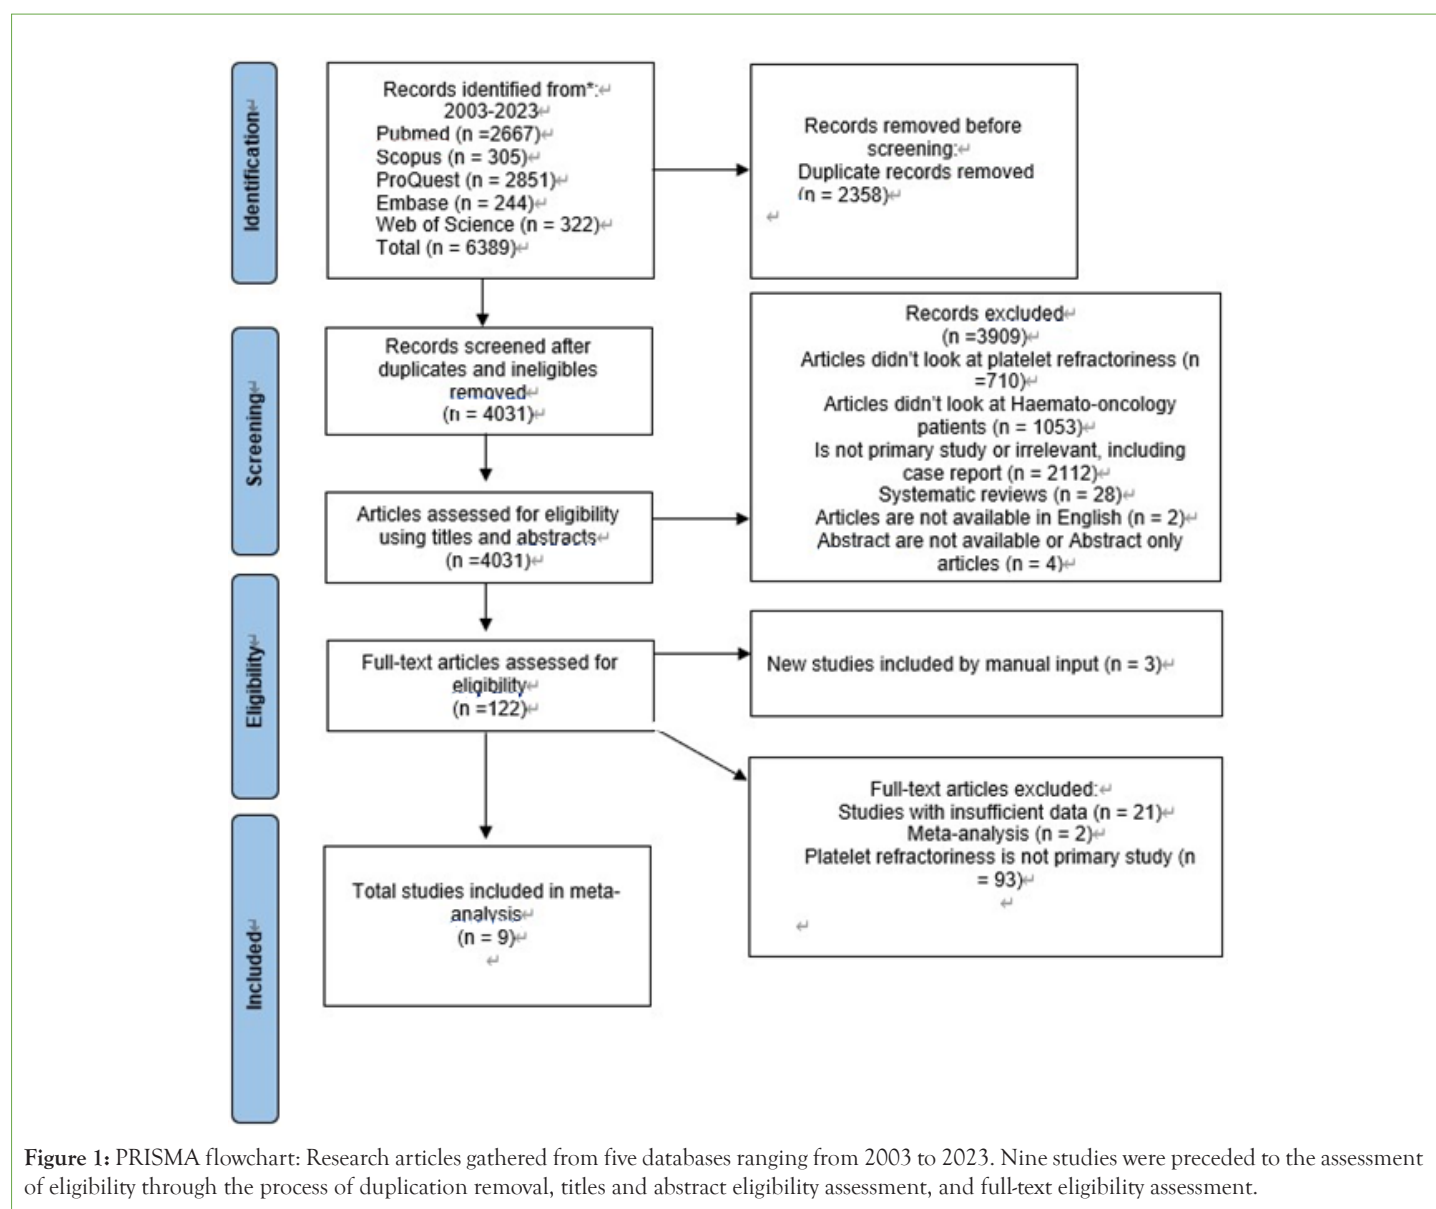 Identification
Records identified from*:↵
2003-2023↵
Pubmed (n =2667)↵
Scopus (n = 305)↵
ProQuest (n = 2851)↵
Embase (n = 244)↵
Web of Science (n = 322)↵
Total (n = 6389)↵
Records removed before
screening:↵
Duplicate records removed
(n = 2358)↵
↵
Screening↵
Records screened after
duplicates and ineligibles
removed↵
(n = 4031)↵
Records excluded↵
(n =3909)↵
Articles didn't look at platelet refractoriness (n
=710)↵
Articles didn't look at Haemato-oncology
patients (n = 1053)↵
Is not primary study or irrelevant, including
case report (n = 2112)↵
Systematic reviews (n = 28)↵
Articles are not available in English (n = 2)↵
Abstract are not available or Abstract only
articles (n = 4)↵
Articles assessed for eligibility
using titles and abstracts↵
(n =4031)↵
Eligibility↵
Full-text articles assessed for
eligibility↵
(n =122)↵
New studies included by manual input (n = 3)↵
Full-text articles excluded:↵
Studies with insufficient data (n = 21)↵
Meta-analysis (n = 2)↵
Platelet refractoriness is not primary study (n
= 93)↵
↵
↵
Included↵
Total studies included in meta-
analysis↵
(n = 9)↵
↵
Figure 1: PRISMA flowchart: Research articles gathered from five databases ranging from 2003 to 2023. Nine studies were preceded to the assessment
of eligibility through the process of duplication removal, titles and abstract eligibility assessment, and full-text eligibility assessment.